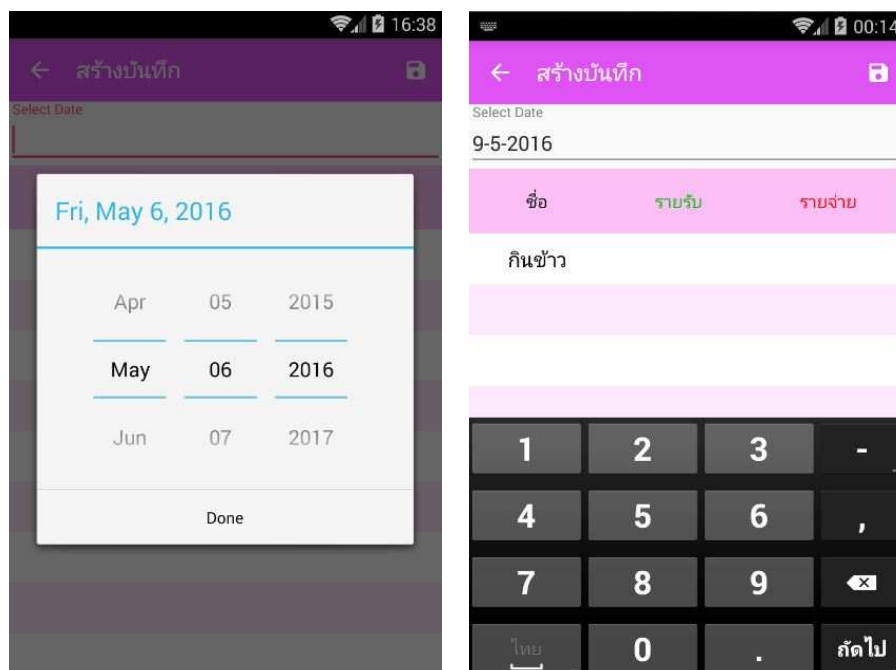 16:38
สร้างบันทึก
Select Date
Fri, May 6, 2016
Apr 05 2015
May 06 2016
Jun 07 2017
Done
00:14
สร้างบันทึก
Select Date
9-5-2016
ชื่อ รายรับ รายจ่าย
กินข้าว
1 2 3 -
4 5 6 ,
7 8 9
ไทย 0 . ถัดไป